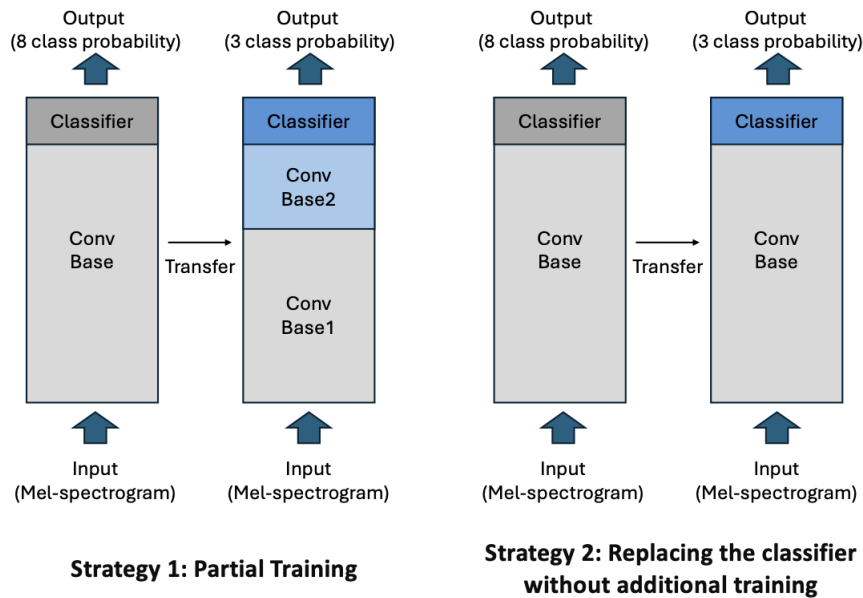 Output
(8 class probability)
Classifier
Conv
Base
Input
(Mel-spectrogram)
Transfer
Output
(3 class probability)
Classifier
Conv
Base2
Conv
Base1
Input
(Mel-spectrogram)
Strategy 1: Partial Training
Output
(8 class probability)
Classifier
Conv
Base
Input
(Mel-spectrogram)
Transfer
Output
(3 class probability)
Classifier
Conv
Base
Input
(Mel-spectrogram)
Strategy 2: Replacing the classifier
without additional training